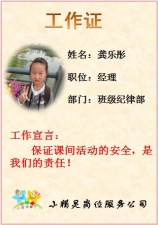 工作证
姓名：龚乐彤
职位：经理
部门：班级纪律部
工作宣言：
保证课间活动的安全，是
我们的责任！
小精灵岗位服务公司